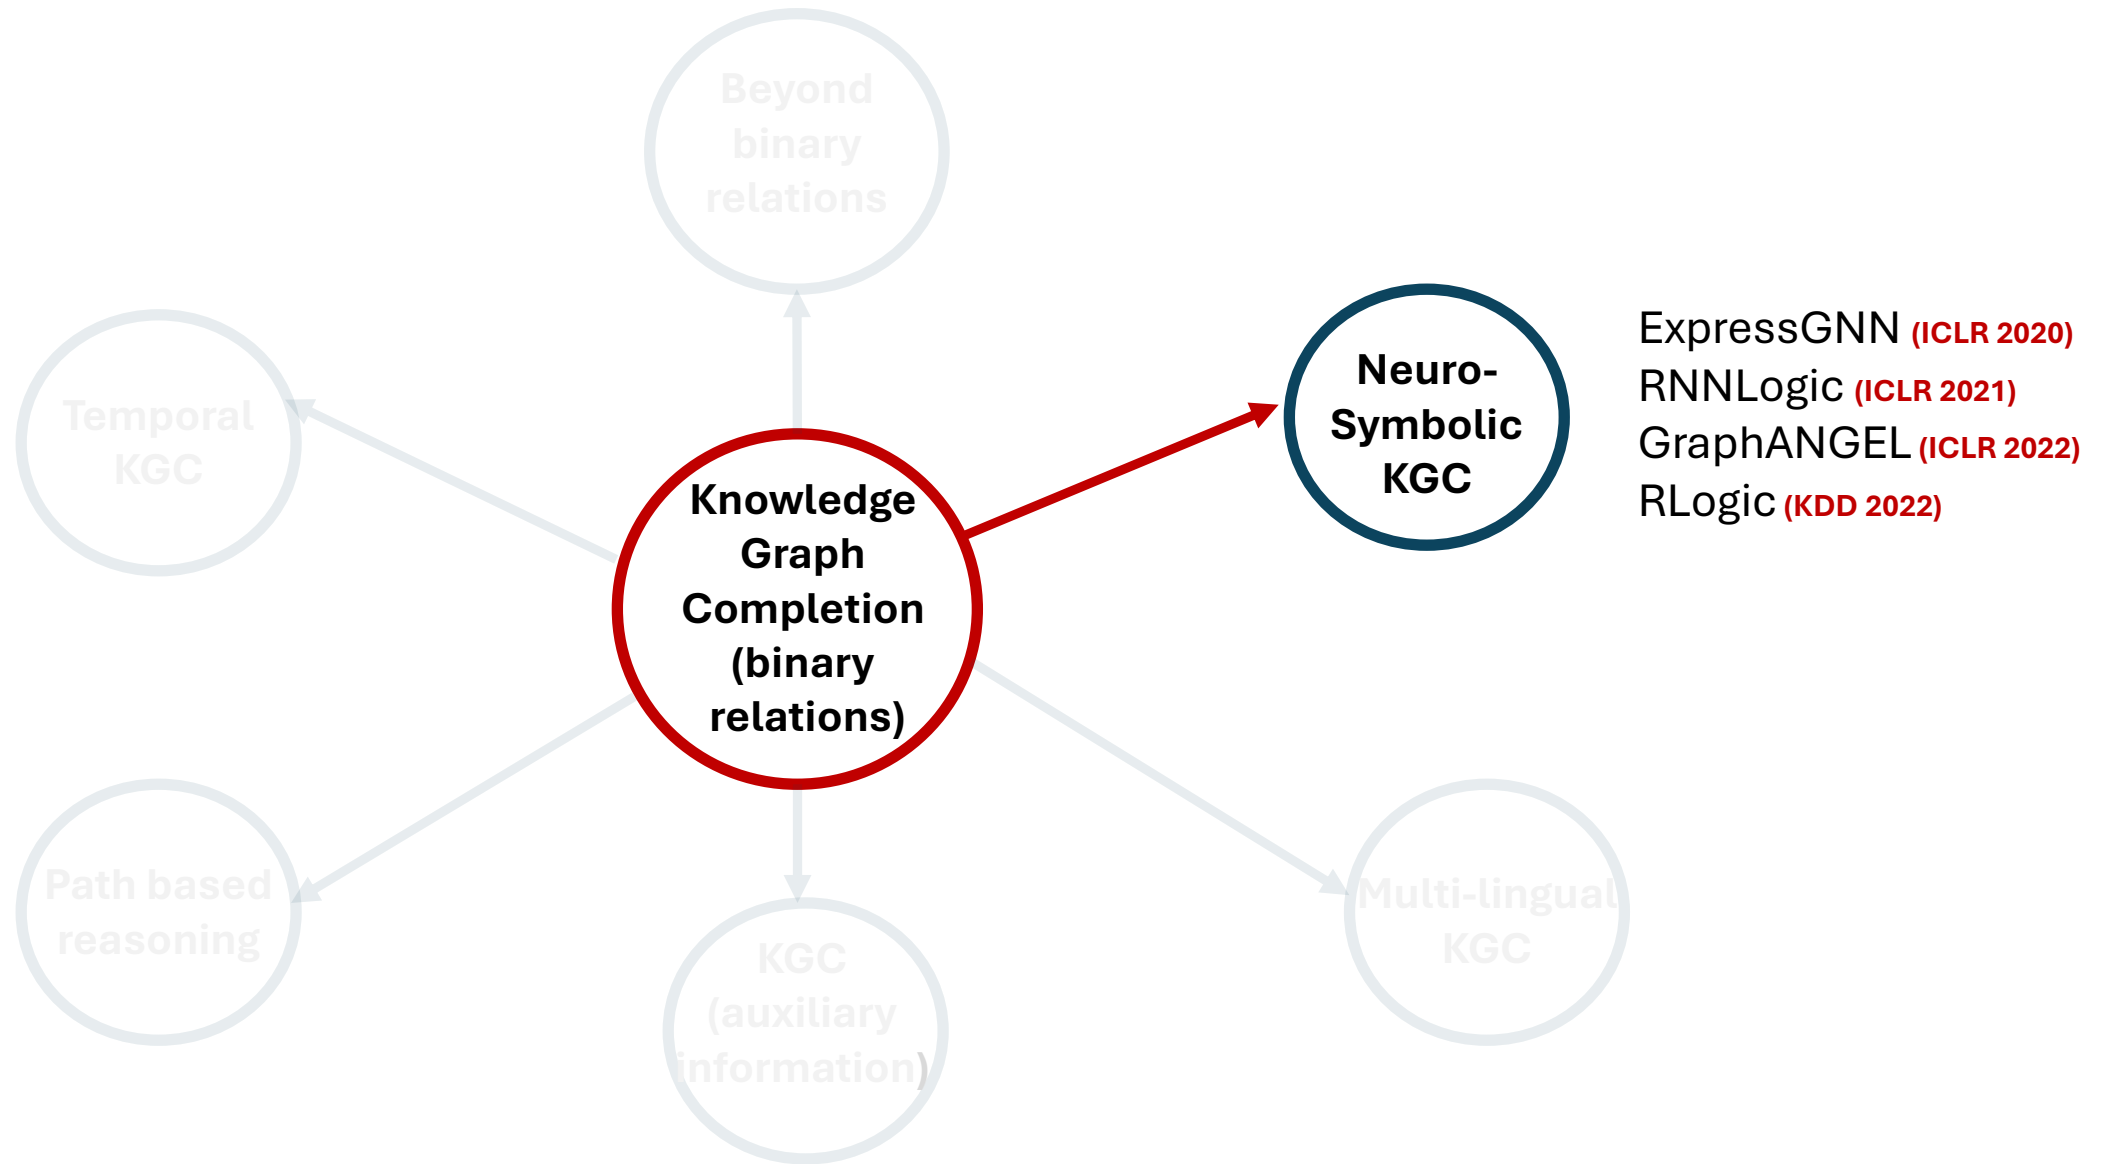 Beyond
binary
relations
Temporal
KGC
Knowledge
Graph
Completion
(binary
relations)
Neuro-
Symbolic
KGC
ExpressGNN (ICLR 2020)
RNNLogic (ICLR 2021)
GraphANGEL (ICLR 2022)
RLogic (KDD 2022)
Path based
reasoning
KGC
(auxiliary
information)
Multi-lingual
KGC